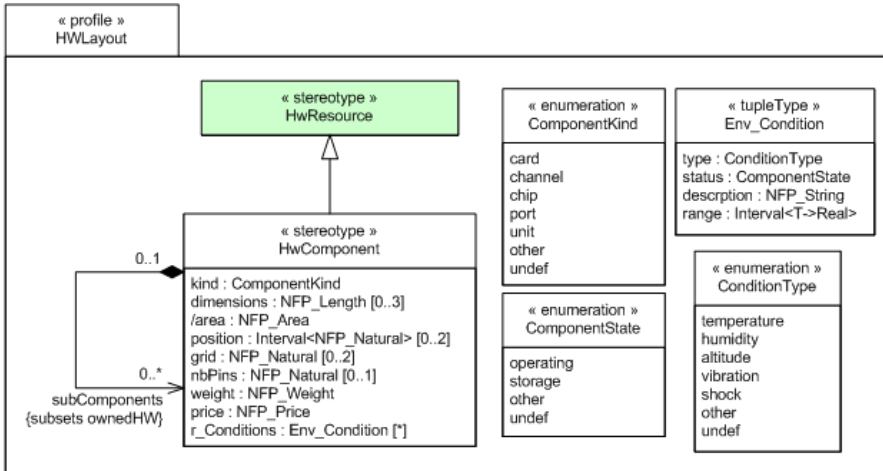 « profile »
HWLayout
« stereotype »
HwResource
« stereotype »
HwComponent
kind : ComponentKind
dimensions : NFP_Length [0..3]
/area : NFP_Area
position : Interval<NFP_Natural> [0..2]
grid : NFP_Natural [0..2]
nbPins : NFP_Natural [0..1]
weight : NFP_Weight
price : NFP_Price
r_Conditions : Env_Condition [*]
0..1
0..*
subComponents
{subsets ownedHW}
« enumeration »
ComponentKind
card
channel
chip
port
unit
other
undef
« enumeration »
ComponentState
operating
storage
other
undef
« tupleType »
Env_Condition
type : ConditionType
status : ComponentState
descrption : NFP_String
range : Interval<T->Real>
« enumeration »
ConditionType
temperature
humidity
altitude
vibration
shock
other
undef